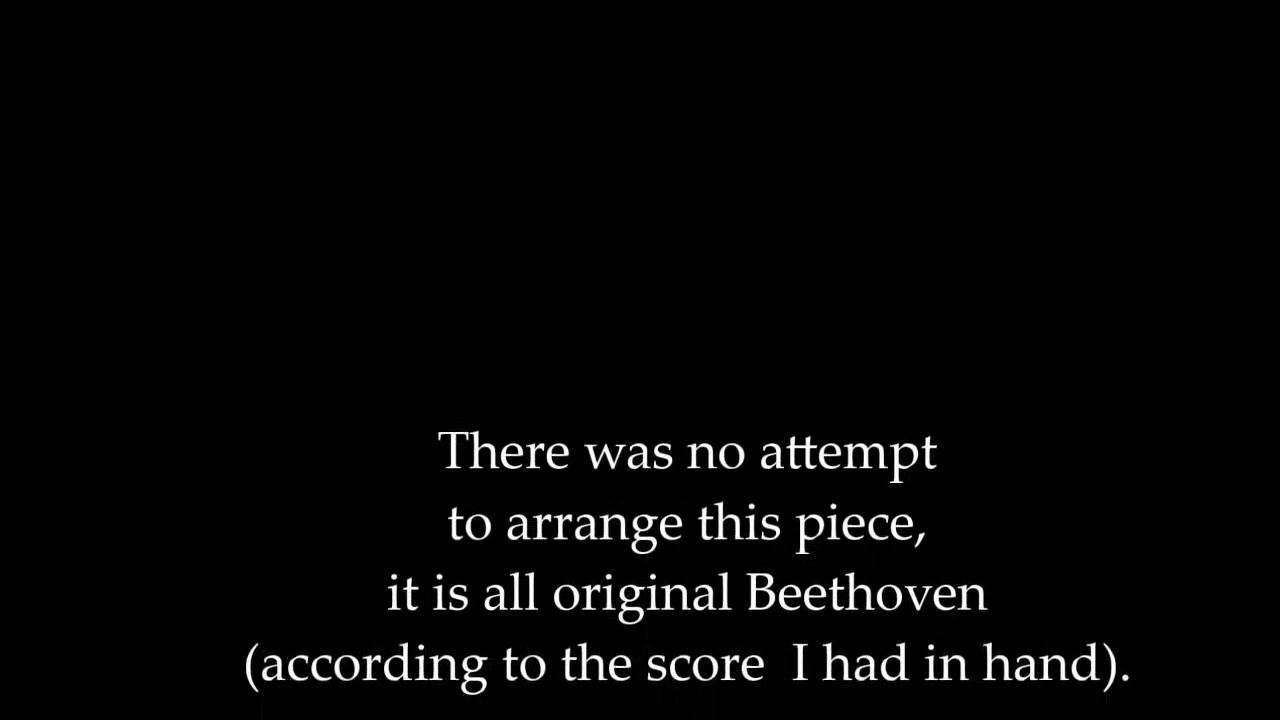 There was no attempt
to arrange this piece,
it is all original Beethoven
(according to the score  I had in hand).